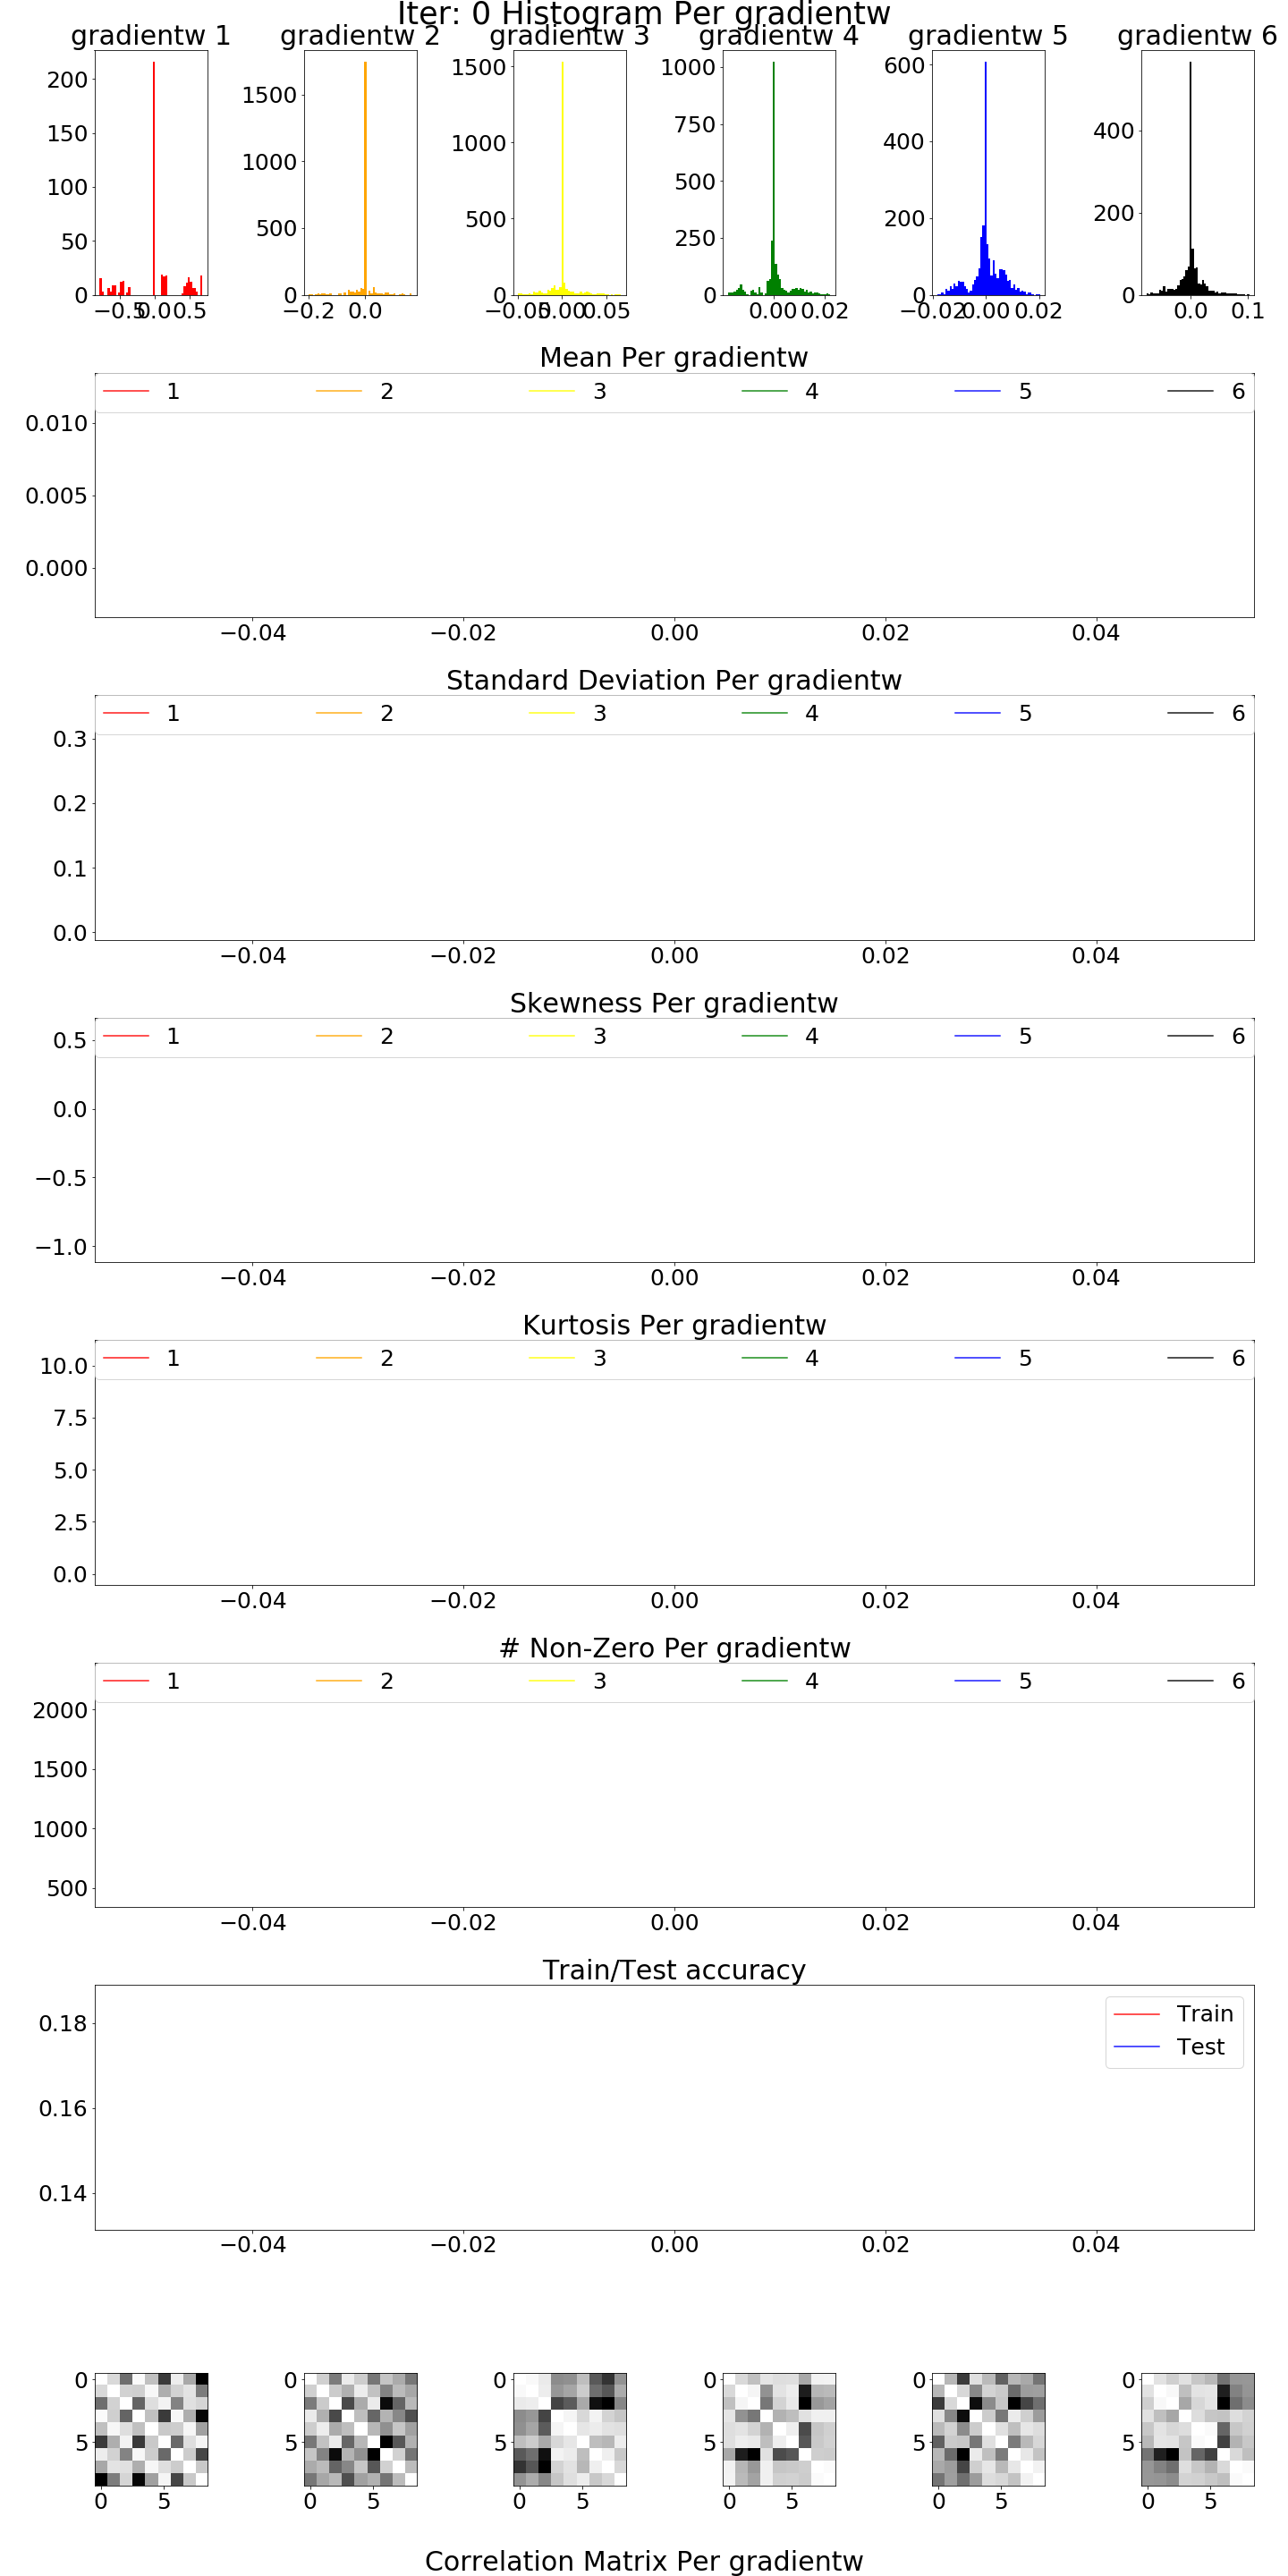 Iter: 0 Histogram Per gradientw
gradientw 1 gradientw 2 gradientw 3 gradientw 4 gradientw 5 gradientw 6
200 1500 1500 1000 600 400
150 1000 1000 750 400 200
100 500 500 500 200 0
50 0 0 250 0
0 0
−0.5 0.0 0.5 −0.2 0.0 −0.05 0.00 0.05 0.00 0.02 −0.02 0.00 0.02 0.0 0.1
Mean Per gradientw
1 2 3 4 5 6
0.010
0.005
0.000
−0.04 −0.02 0.00 0.02 0.04
Standard Deviation Per gradientw
1 2 3 4 5 6
0.3
0.2
0.1
0.0
−0.04 −0.02 0.00 0.02 0.04
Skewness Per gradientw
1 2 3 4 5 6
0.5
0.0
−0.5
−1.0
−0.04 −0.02 0.00 0.02 0.04
Kurtosis Per gradientw
1 2 3 4 5 6
10.0
7.5
5.0
2.5
0.0
−0.04 −0.02 0.00 0.02 0.04
# Non-Zero Per gradientw
1 2 3 4 5 6
2000
1500
1000
500
−0.04 −0.02 0.00 0.02 0.04
Train/Test accuracy
Train
Test
0.18
0.16
0.14
−0.04 −0.02 0.00 0.02 0.04
0 0 0 0 0 0
5 5 5 5 5 5
0 5 0 5 0 5 0 5 0 5 0 5
Correlation Matrix Per gradientw